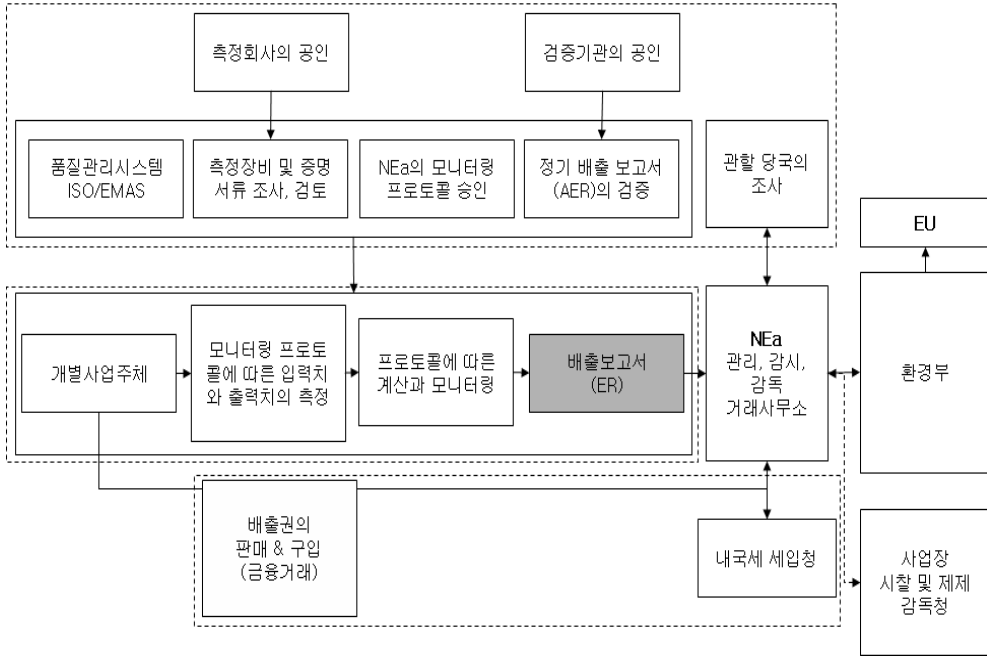 측정회사의 공인
검증기관의 공인
품질관리시스템
ISO/EMAS
측정장비 및 증명
서류 조사, 검토
NEa의 모니터링
프로토콜 승인
정기 배출 보고서
(AER)의 검증
관할 당국의
조사
EU
개별사업주체
모니터링 프로토
콜에 따른 입력치
와 출력치의 측정
프로토콜에 따른
계산과 모니터링
배출보고서
(ER)
NEa
관리, 감시,
감독
거래사무소
환경부
배출권의
판매 & 구입
(금융거래)
내국세 세입청
사업장
시찰 및 제제
감독청